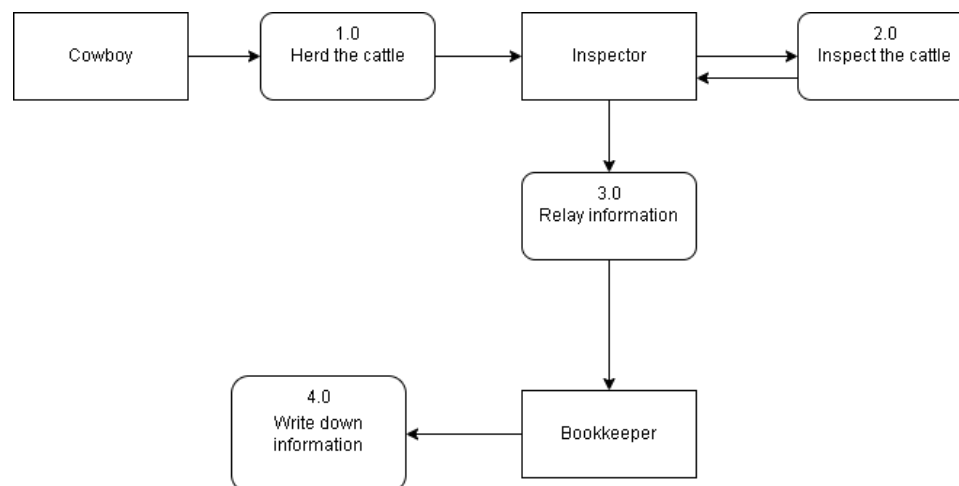 Cowboy
1.0
Herd the cattle
Inspector
2.0
Inspect the cattle
3.0
Relay information
4.0
Write down
information
Bookkeeper